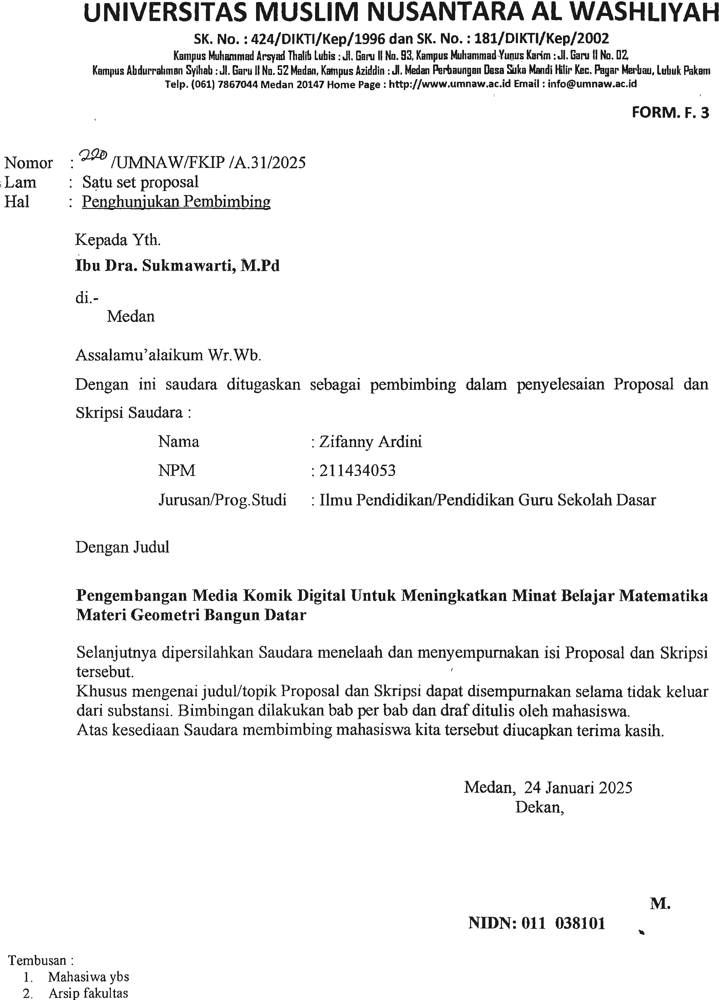 UNIVERSITAS MUSLIM NUSANTARA AL WASHLIYAH
SK. No. : 424/DIKTI/Kep/1996 dan SK. No. : 181/DIKTI/Kep/2002
Kampus Muhammad Arsyad Thalib Lubis : Jl. Garu II No. 93, Kampus Muhammad Yunus Karim : Jl. Garu II No. 02,
Kampus Abdurrahman Syihab : Jl. Garu II No. 52 Medan, Kampus Aziddin : Jl. Medan Perbaungan Desa Suka Mandi Hilir Kec. Pagar Merbau, Lubuk Pakam
Telp. (061) 7867044 Medan 20147 Home Page : http://www.umnaw.ac.id Email : info@umnaw.ac.id
FORM. F. 3
Nomor : 220 /UMNAW/FKIP /A.31/2025
Lam : Satu set proposal
Hal : Penghunjukan Pembimbing
Kepada Yth.
Ibu Dra. Sukmawarti, M.Pd
di.-
Medan
Assalamu'alaikum Wr.Wb.
Dengan ini saudara ditugaskan sebagai pembimbing dalam penyelesaian Proposal dan
Skripsi Saudara :
Nama : Zifanny Ardini
NPM : 211434053
Jurusan/Prog.Studi : Ilmu Pendidikan/Pendidikan Guru Sekolah Dasar
Dengan Judul
Pengembangan Media Komik Digital Untuk Meningkatkan Minat Belajar Matematika
Materi Geometri Bangun Datar
Selanjutnya dipersilahkan Saudara menelaah dan menyempurnakan isi Proposal dan Skripsi
tersebut.
Khusus mengenai judul/topik Proposal dan Skripsi dapat disempurnakan selama tidak keluar
dari substansi. Bimbingan dilakukan bab per bab dan draf ditulis oleh mahasiswa.
Atas kesediaan Saudara membimbing mahasiswa kita tersebut diucapkan terima kasih.
Medan, 24 Januari 2025
Dekan,
M.
NIDN: 011 038101
Tembusan :
1. Mahasiwa ybs
2. Arsip fakultas